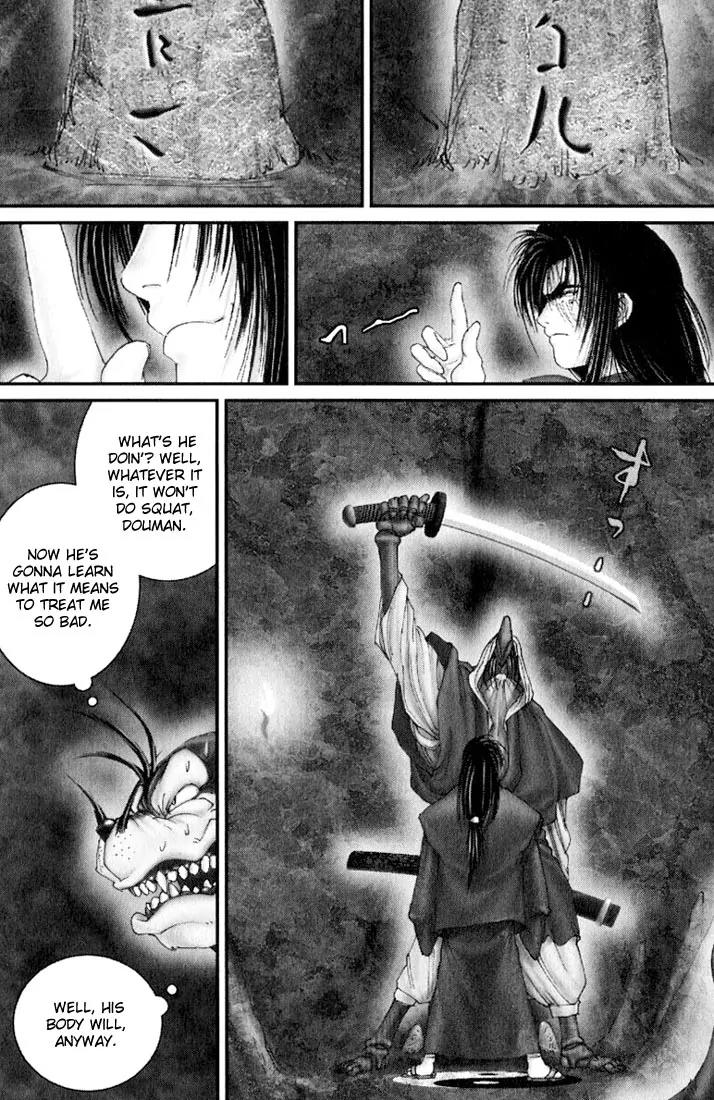 WHAT'S HE
DOIN'? WELL,
WHATEVER IT
IS, IT WON'T
DO SQUAT,
DOUMAN.
NOW HE'S
GONNA LEARN
WHAT IT MEANS
TO TREAT ME
SO BAD.
WELL, HIS
BODY WILL,
ANYWAY.